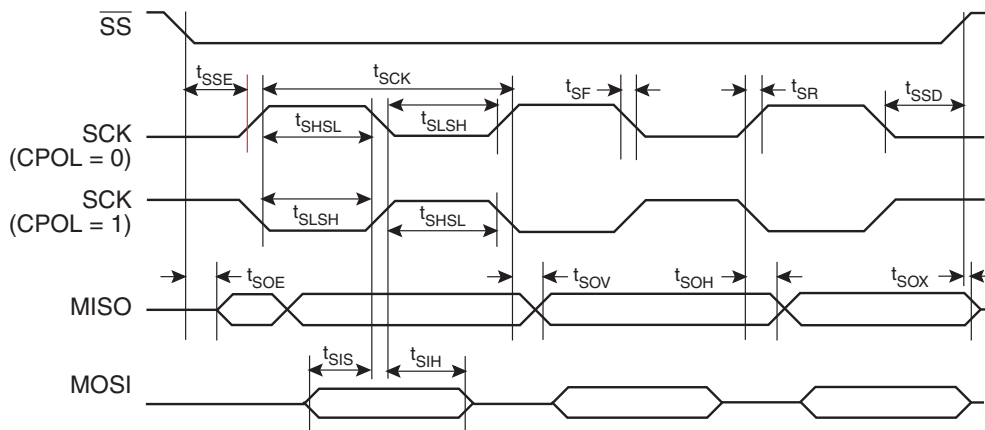 SS
tSSE
tSCK
tSF
tSR
tSSD
SCK
(CPOL = 0)
tSHSL
tSLSH
SCK
(CPOL = 1)
tSLSH
tSHSL
tSOE
tSOV
tSOH
tSOX
MISO
tSIS
tSIH
MOSI